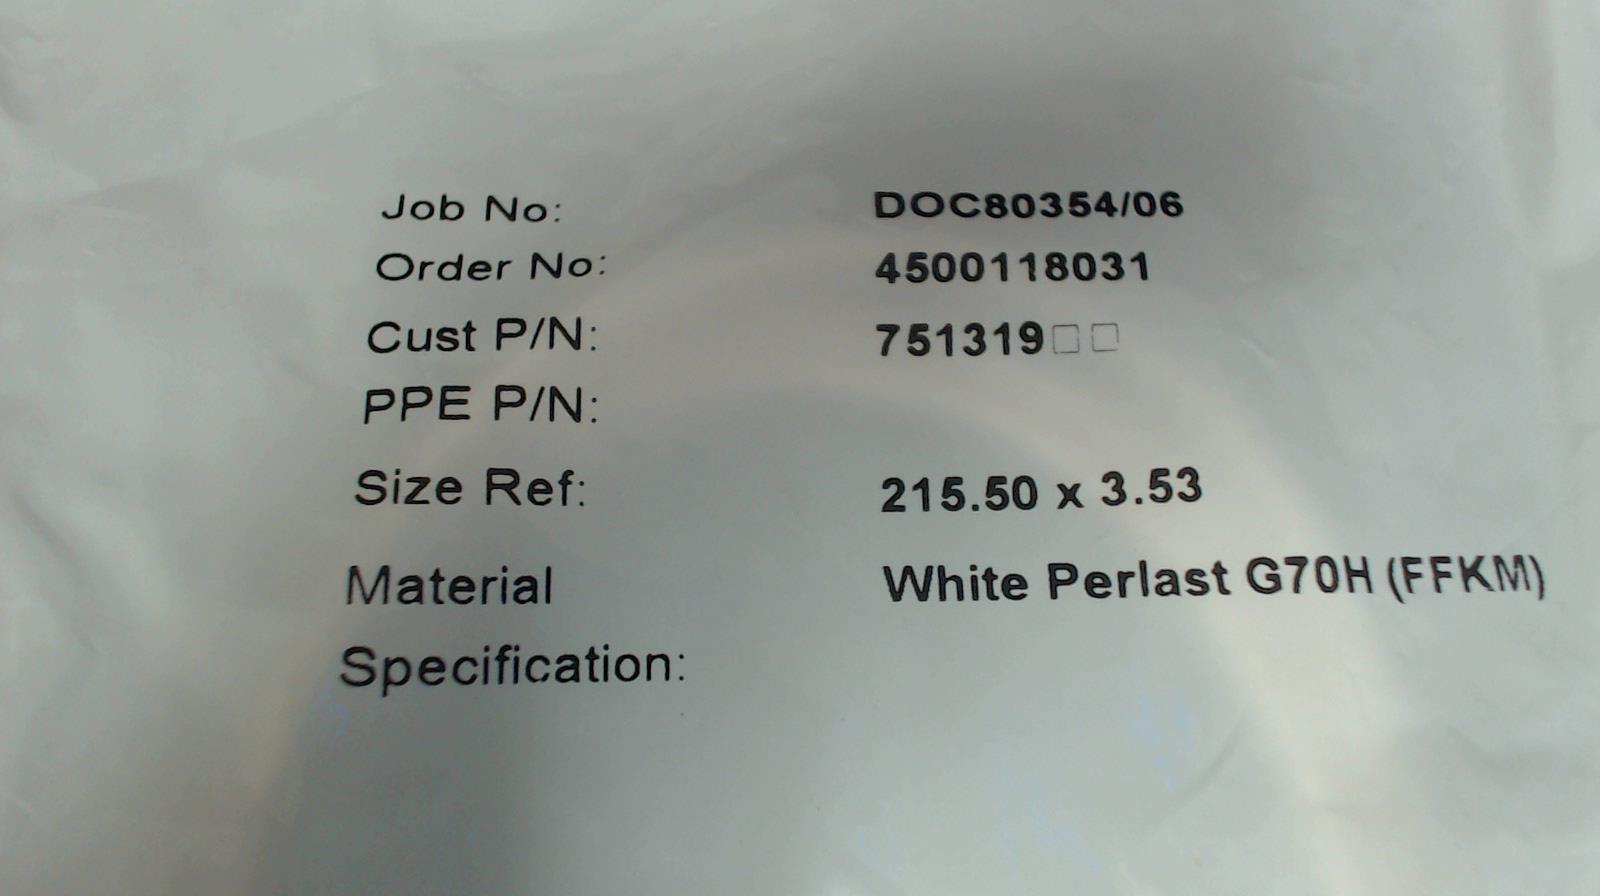 Job No: DOC80354/06
Order No: 4500118031
Cust P/N: 751319□□
PPE P/N:
Size Ref: 215.50 x 3.53
Material White Perlast G70H (FFKM)
Specification: